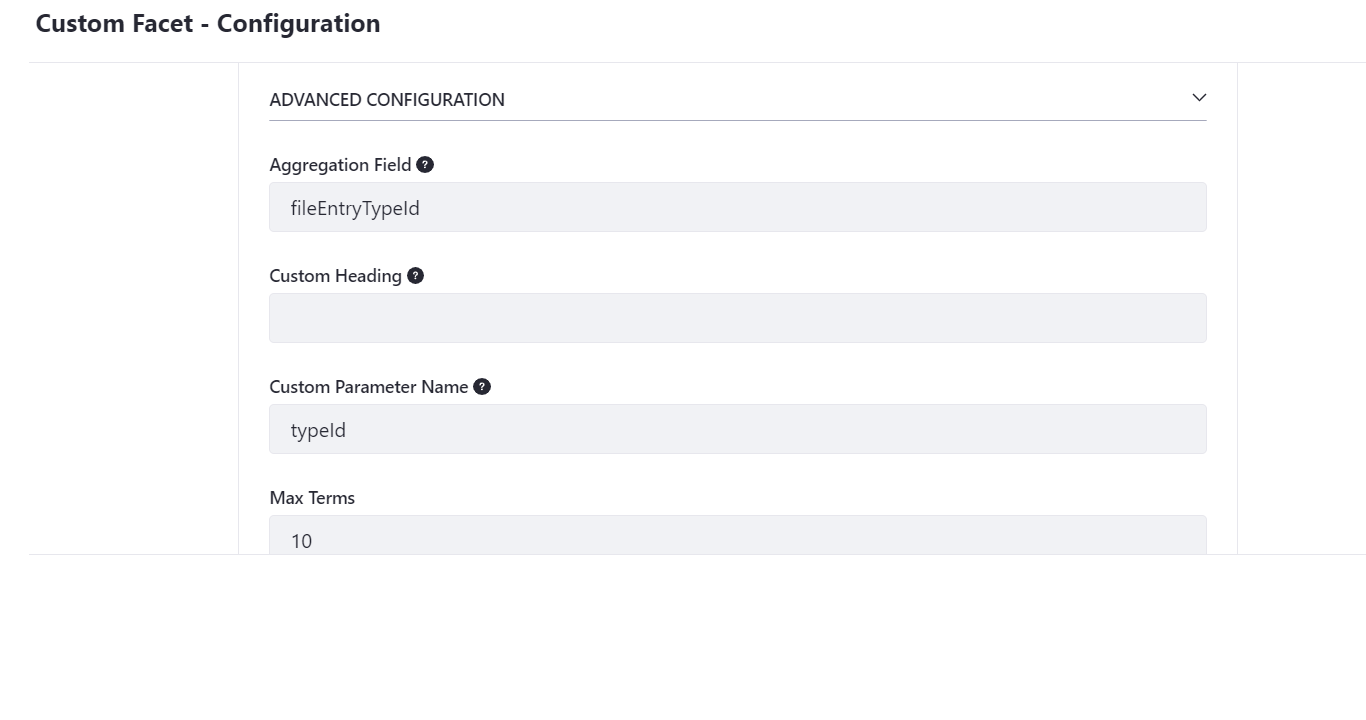 Custom Facet - Configuration
ADVANCED CONFIGURATION
Aggregation Field ?
fileEntryTypeId
Custom Heading ?
Custom Parameter Name ?
typeId
Max Terms
10